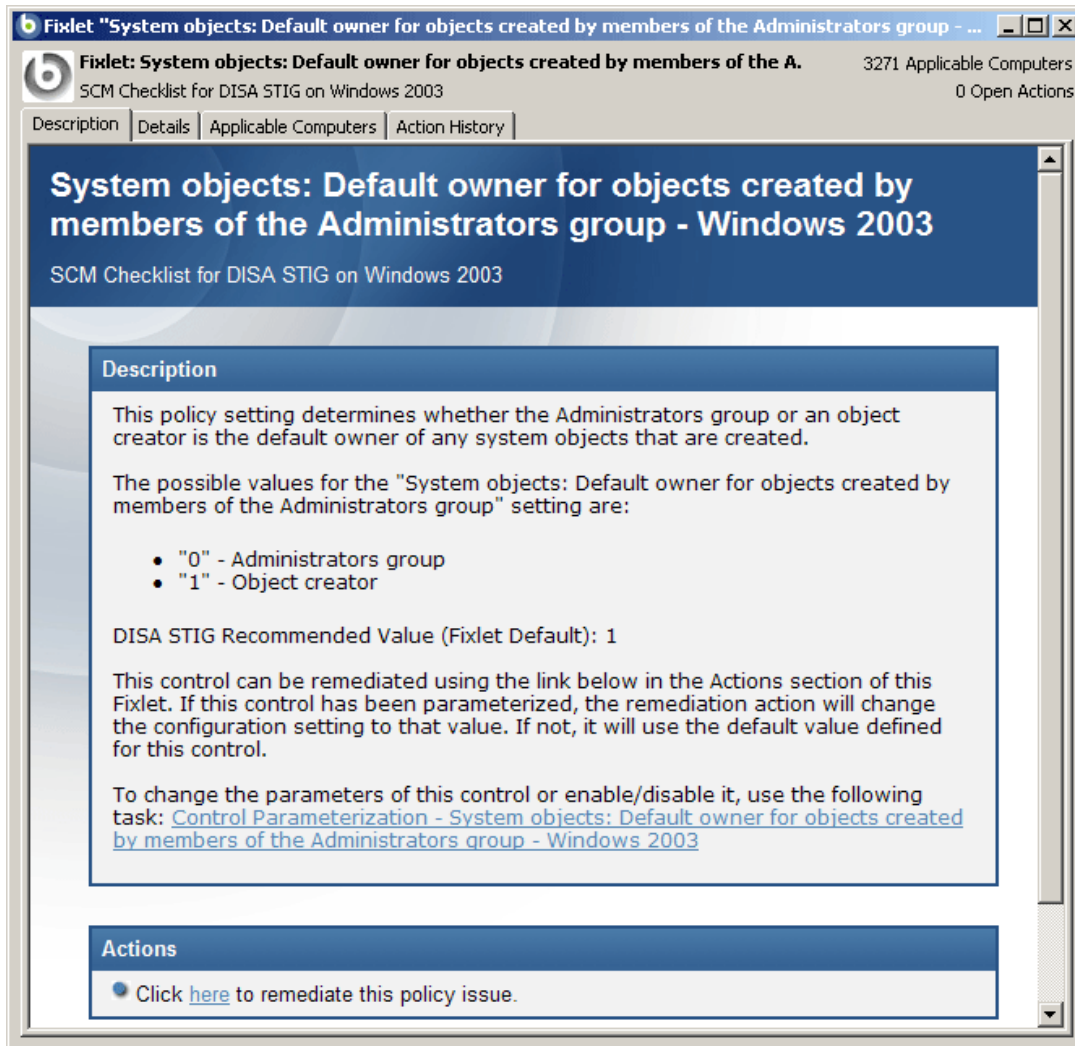 Fixlet "System objects: Default owner for objects created by members of the Administrators group - ...
Fixlet: System objects: Default owner for objects created by members of the A.
3271 Applicable Computers
SCM Checklist for DISA STIG on Windows 2003
0 Open Actions
Description
Details
Applicable Computers
Action History
System objects: Default owner for objects created by
members of the Administrators group - Windows 2003
SCM Checklist for DISA STIG on Windows 2003
Description
This policy setting determines whether the Administrators group or an object
creator is the default owner of any system objects that are created.
The possible values for the "System objects: Default owner for objects created by
members of the Administrators group" setting are:
• "0" - Administrators group
• "1" - Object creator
DISA STIG Recommended Value (Fixlet Default): 1
This control can be remediated using the link below in the Actions section of this
Fixlet. If this control has been parameterized, the remediation action will change
the configuration setting to that value. If not, it will use the default value defined
for this control.
To change the parameters of this control or enable/disable it, use the following
task: Control Parameterization - System objects: Default owner for objects created
by members of the Administrators group - Windows 2003
Actions
Click here to remediate this policy issue.